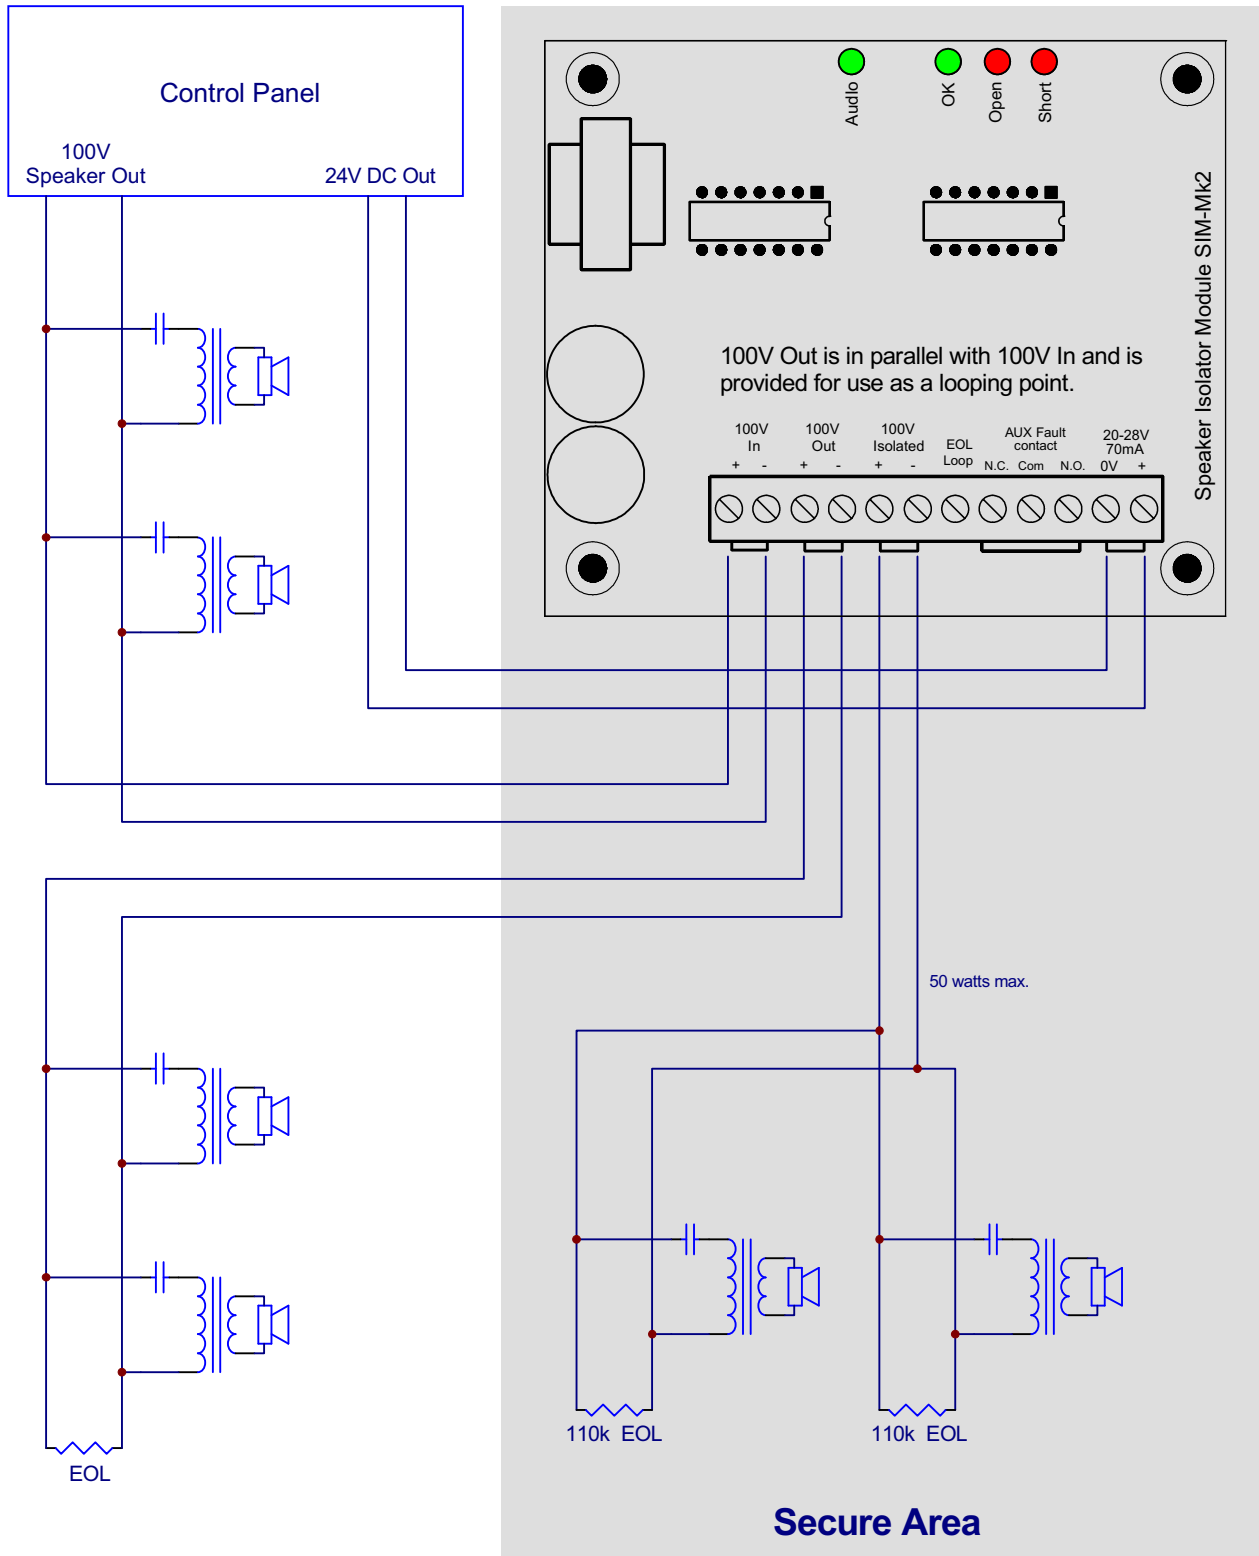 Control Panel
100V
Speaker Out
24V DC Out
Audio
OK
Open
Short
Speaker Isolator Module SIM-Mk2
100V Out is in parallel with 100V In and is
provided for use as a looping point.
100V
In
+ -
100V
Out
+ -
100V
Isolated
+ -
EOL
Loop
AUX Fault
contact
N.C. Com N.O.
20-28V
70mA
0V +
50 watts max.
110k EOL
110k EOL
EOL
Secure Area